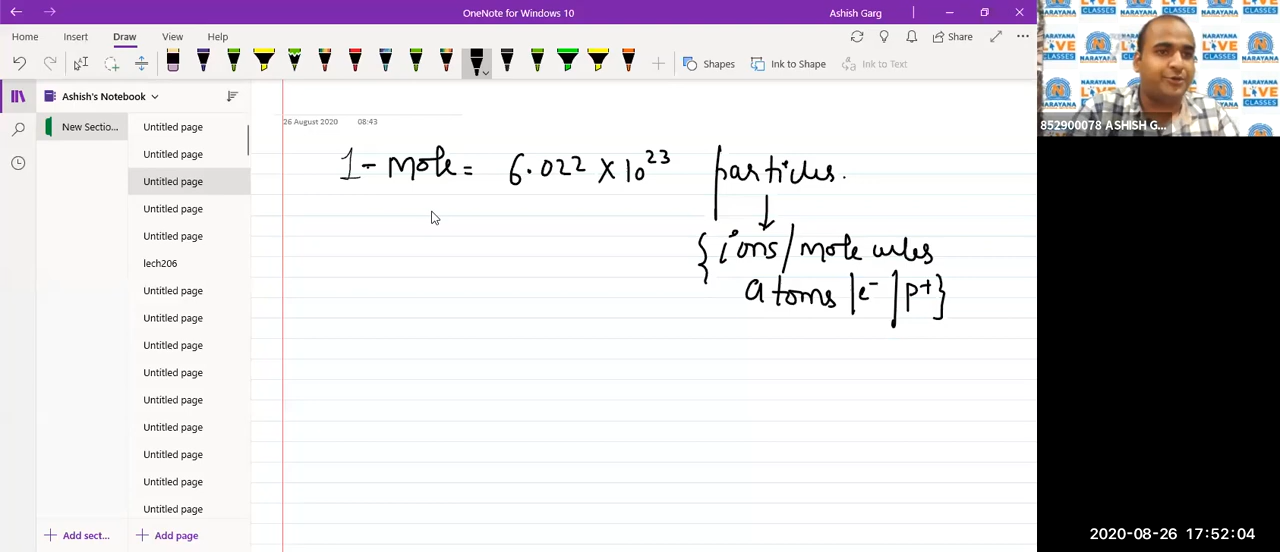 OneNote for Windows 10
Ashish Garg
Home Insert Draw View Help
Share
Shapes
Ink to Shape
Ink to Text
Ashish's Notebook
New Sectio...
Untitled page
Untitled page
Untitled page
Untitled page
Untitled page
lech206
Untitled page
Untitled page
Untitled page
Untitled page
Untitled page
Untitled page
Untitled page
Untitled page
Untitled page
Add sect...
Add page
26 August 2020 08:43
1- Mole = 6.022 × 10²³ particles.
{ ions / molecules
atoms | e⁻ / p+ }
NARAYANA
LIVE
CLASSES
852900078 ASHISH G...
2020-08-26 17:52:04